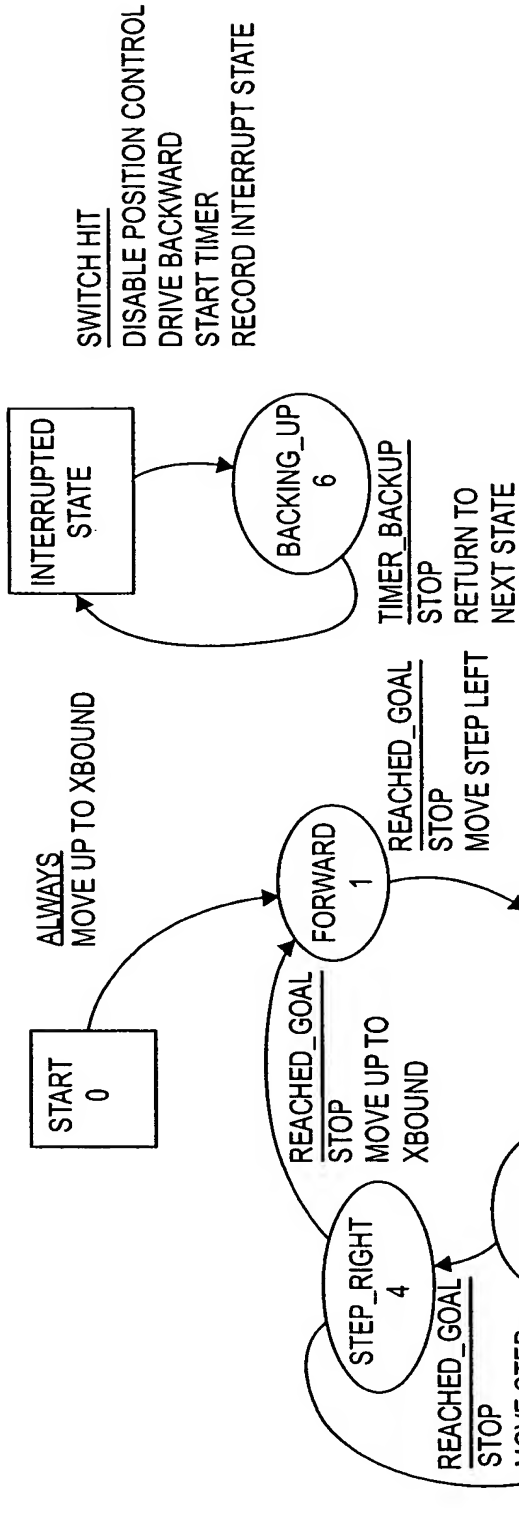 START
0
ALWAYS
MOVE UP TO XBOUND
INTERRUPTED
STATE
SWITCH HIT
DISABLE POSITION CONTROL
DRIVE BACKWARD
START TIMER
RECORD INTERRUPT STATE
BACKING_UP
6
TIMER_BACKUP
STOP
RETURN TO
NEXT STATE
FORWARD
1
REACHED_GOAL
STOP
MOVE STEP LEFT
REACHED_GOAL
STOP
MOVE UP TO
XBOUND
STEP_RIGHT
4
REACHED_GOAL
STOP
MOVE STEP